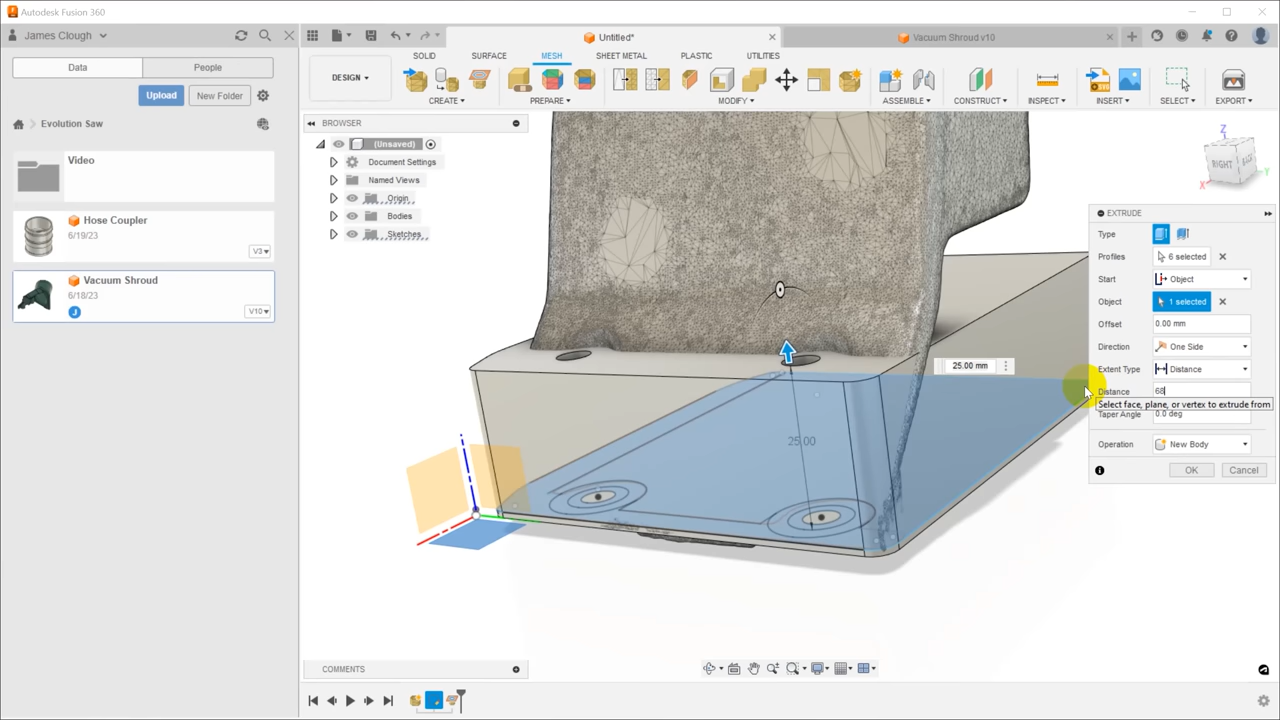 Autodesk Fusion 360
James Clough
Untitled*
Vacuum Shroud v10
Data
People
Upload
New Folder
Evolution Saw
Video
Hose Coupler
6/19/23
V3
Vacuum Shroud
6/18/23
J
V10
DESIGN
SOLID
SURFACE
MESH
SHEET METAL
PLASTIC
UTILITIES
CREATE
PREPARE
MODIFY
ASSEMBLE
CONSTRUCT
INSPECT
INSERT
SELECT
EXPORT
BROWSER
(Unsaved)
Document Settings
Named Views
Origin
Bodies
Sketches
Z
RIGHT
BACK
X
Y
EXTRUDE
Type
Profiles
6 selected
Start
Object
Object
1 selected
Offset
0.00 mm
Direction
One Side
Extent Type
Distance
Distance
68
Select face, plane, or vertex to extrude from
Taper Angle
0.0 deg
Operation
New Body
OK
Cancel
25.00 mm
25.00
COMMENTS